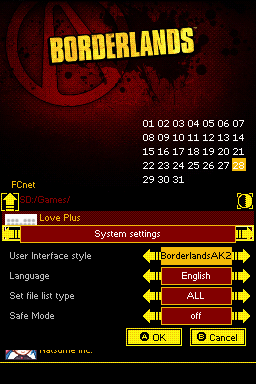 BORDERLANDS
01 02 03 04 05 06 07
08 09 10 11 12 13 14
15 16 17 18 19 20 21
22 23 24 25 26 27 28
29 30 31
FCnet
SD:/Games/
Love Plus
System settings
User Interface style BorderlandsAK2
Language English
Set file list type ALL
Safe Mode off
A OK B Cancel
Natsume Inc.